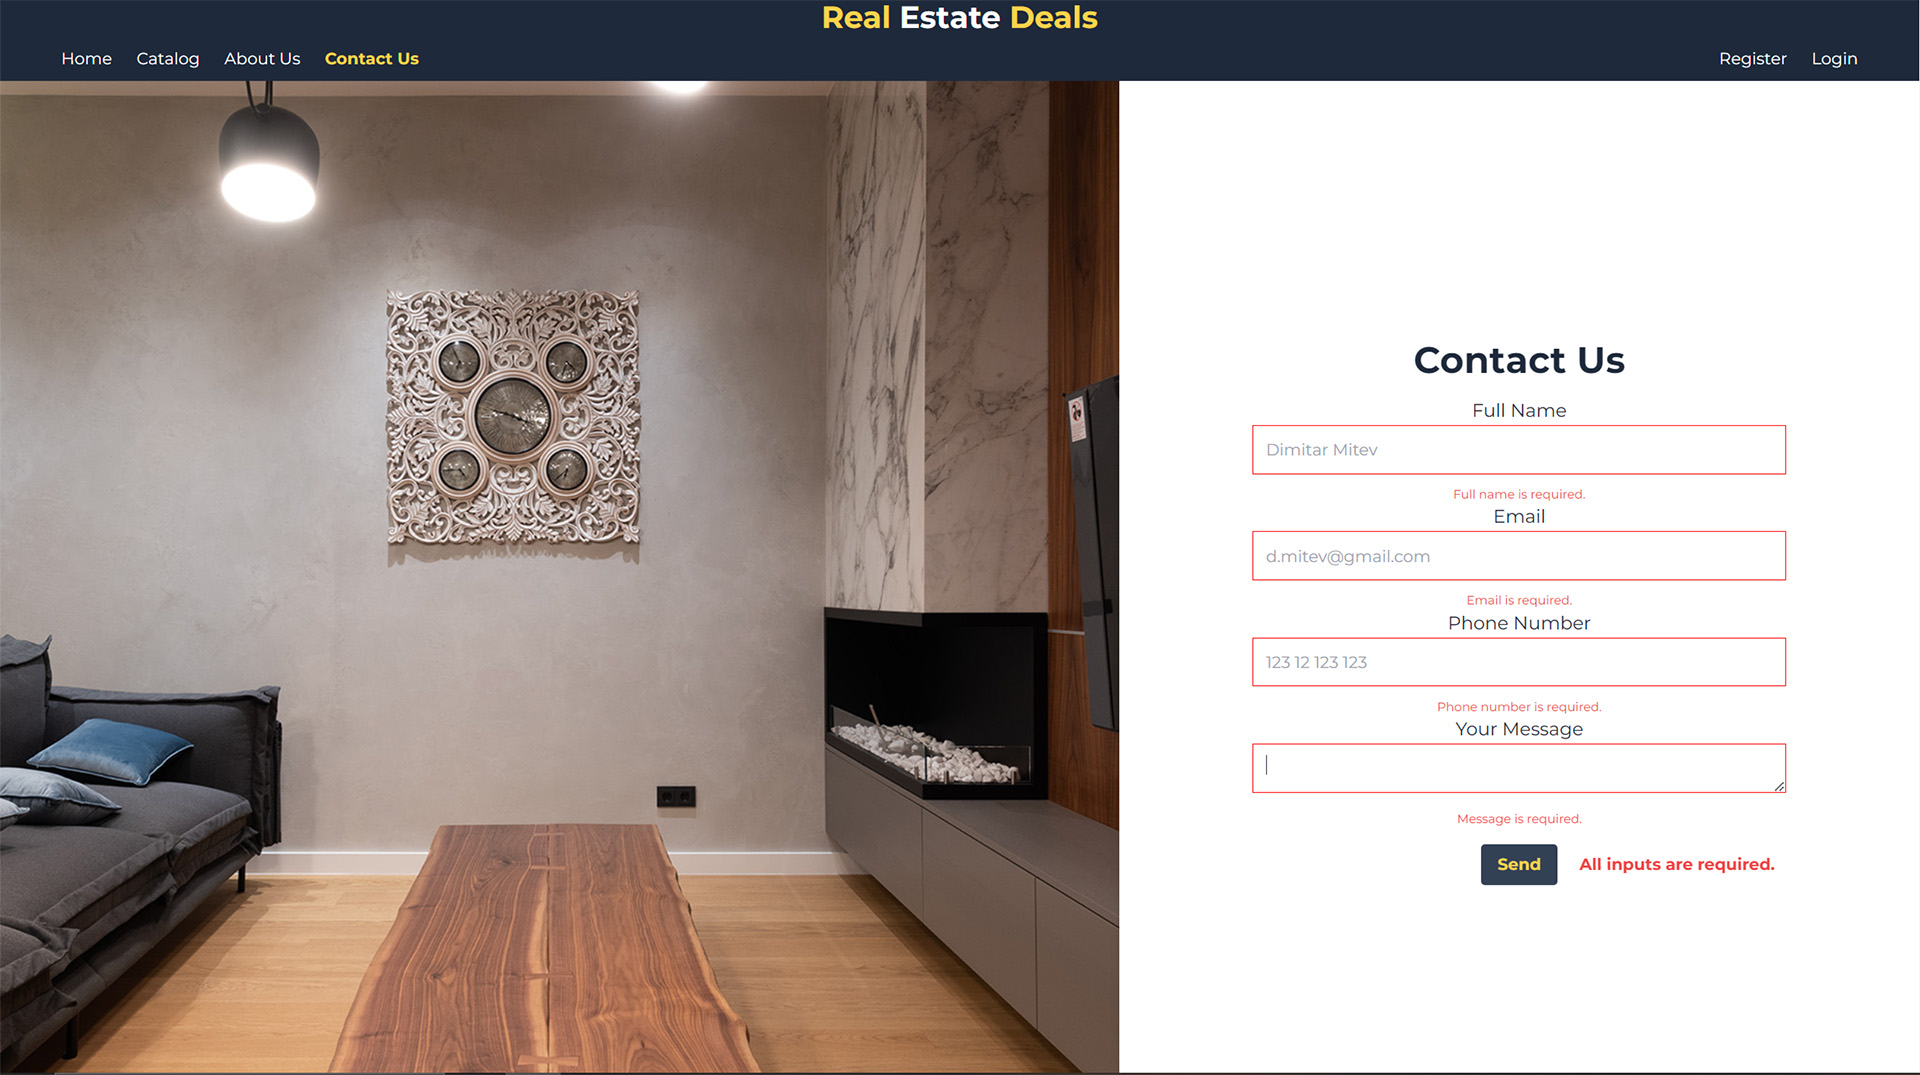 Real Estate Deals
Home Catalog About Us Contact Us Register Login
Contact Us
Full Name
Dimitar Mitev
Full name is required.
Email
d.mitev@gmail.com
Email is required.
Phone Number
123 12 123 123
Phone number is required.
Your Message
Message is required.
Send All inputs are required.